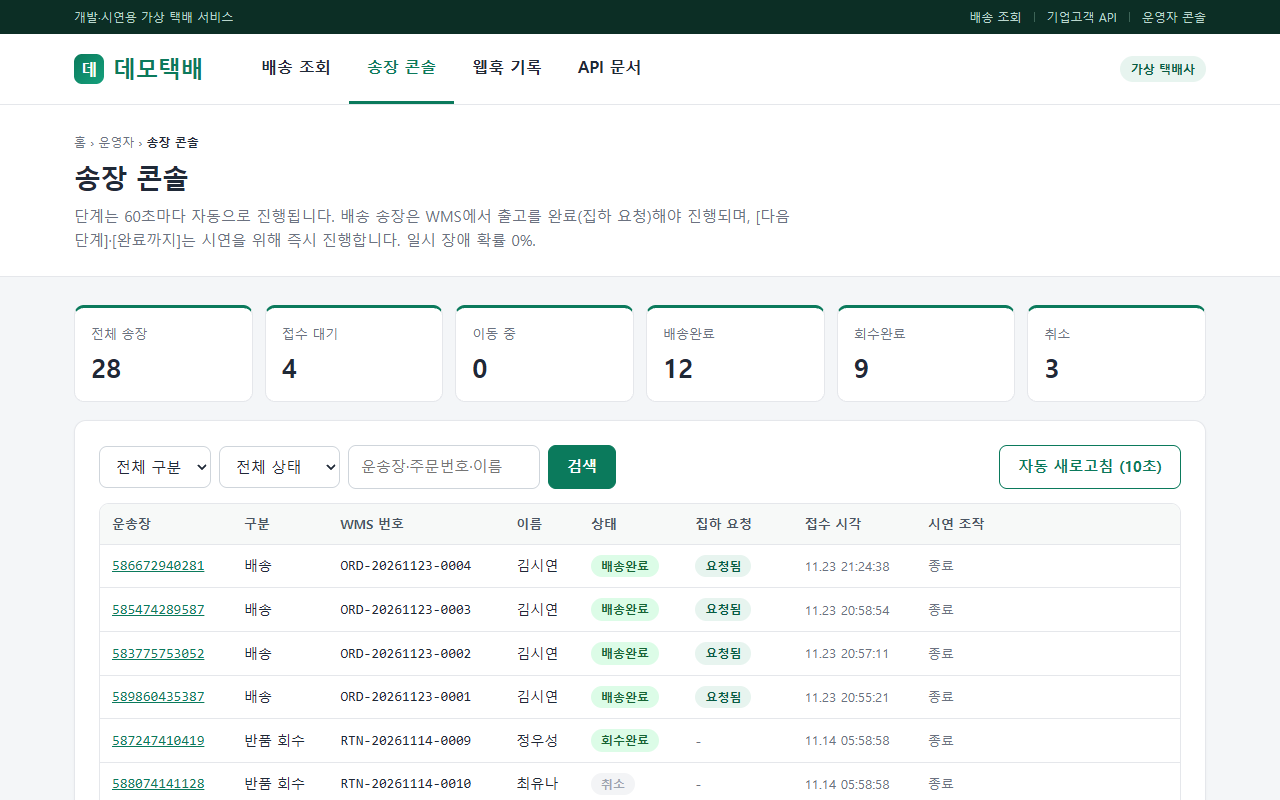 개발·시연용 가상 택배 서비스
배송 조회 | 기업고객 API | 운영자 콘솔
데 데모택배
배송 조회 송장 콘솔 웹훅 기록 API 문서
가상 택배사
홈 › 운영자 › 송장 콘솔
송장 콘솔
단계는 60초마다 자동으로 진행됩니다. 배송 송장은 WMS에서 출고를 완료(집하 요청)해야 진행되며, [다음
단계]·[완료까지]는 시연을 위해 즉시 진행합니다. 일시 장애 확률 0%.
전체 송장 접수 대기 이동 중 배송완료 회수완료 취소
28 4 0 12 9 3
전체 구분 전체 상태 운송장·주문번호·이름 검색 자동 새로고침 (10초)
운송장 구분 WMS 번호 이름 상태 집하 요청 접수 시각 시연 조작
586672940281 배송 ORD-20261123-0004 김시연 배송완료 요청됨 11.23 21:24:38 종료
585474289587 배송 ORD-20261123-0003 김시연 배송완료 요청됨 11.23 20:58:54 종료
583775753052 배송 ORD-20261123-0002 김시연 배송완료 요청됨 11.23 20:57:11 종료
589860435387 배송 ORD-20261123-0001 김시연 배송완료 요청됨 11.23 20:55:21 종료
587247410419 반품 회수 RTN-20261114-0009 정우성 회수완료 - 11.14 05:58:58 종료
588074141128 반품 회수 RTN-20261114-0010 최유나 취소 - 11.14 05:58:58 종료